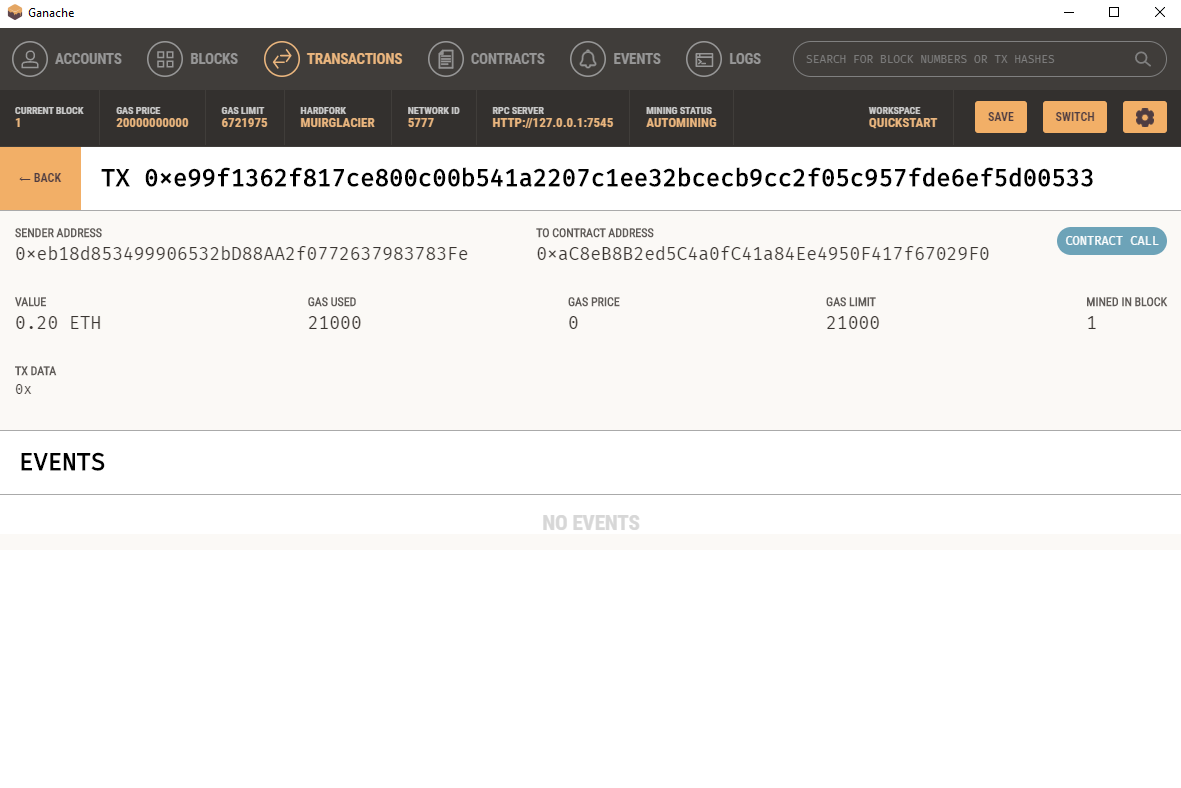 Ganache
ACCOUNTS BLOCKS TRANSACTIONS CONTRACTS EVENTS LOGS SEARCH FOR BLOCK NUMBERS OR TX HASHES
CURRENT BLOCK GAS PRICE GAS LIMIT HARDFORK NETWORK ID RPC SERVER MINING STATUS WORKSPACE
1 20000000000 6721975 MUIRGLACIER 5777 HTTP://127.0.0.1:7545 AUTOMINING QUICKSTART SAVE SWITCH
← BACK TX 0×e99f1362f817ce800c00b541a2207c1ee32bcecb9cc2f05c957fde6ef5d00533
SENDER ADDRESS TO CONTRACT ADDRESS
0×eb18d853499906532bD88AA2f0772637983783Fe 0×aC8eB8B2ed5C4a0fC41a84Ee4950F417f67029F0 CONTRACT CALL
VALUE GAS USED GAS PRICE GAS LIMIT MINED IN BLOCK
0.20 ETH 21000 0 21000 1
TX DATA
0x
EVENTS
NO EVENTS